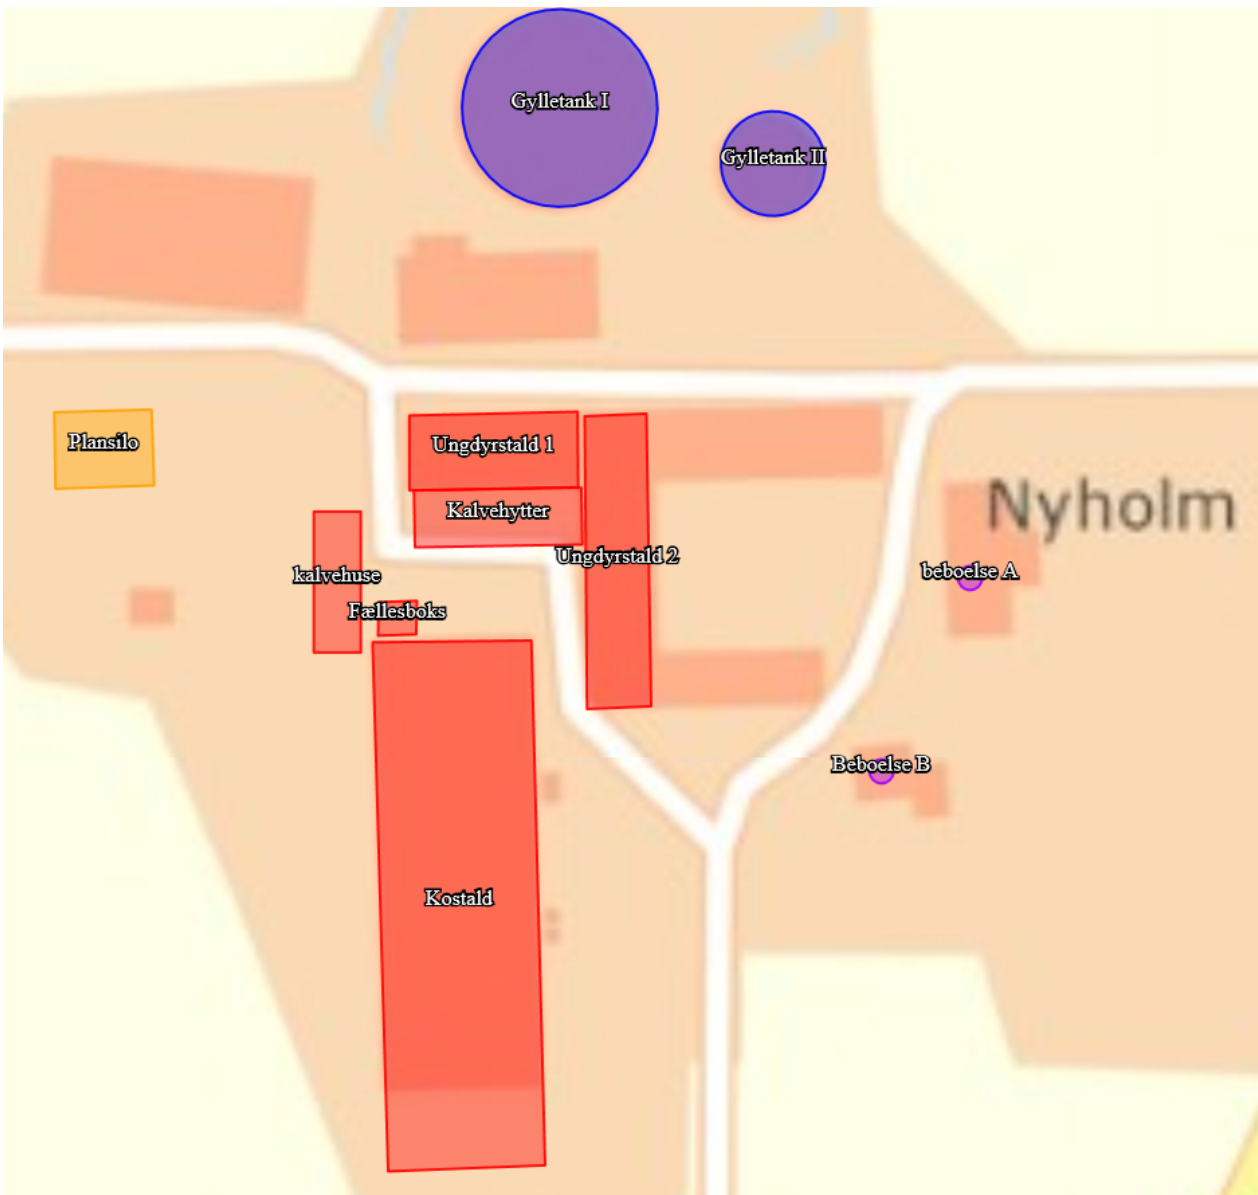 Gylletank I
Gylletank II
Plansilo
Ungdyrstald 1
Kalvehytter
Nyholm
Ungdyrstald 2
kalvehuse
beboelse A
Fællesboks
Beboelse B
Kostald